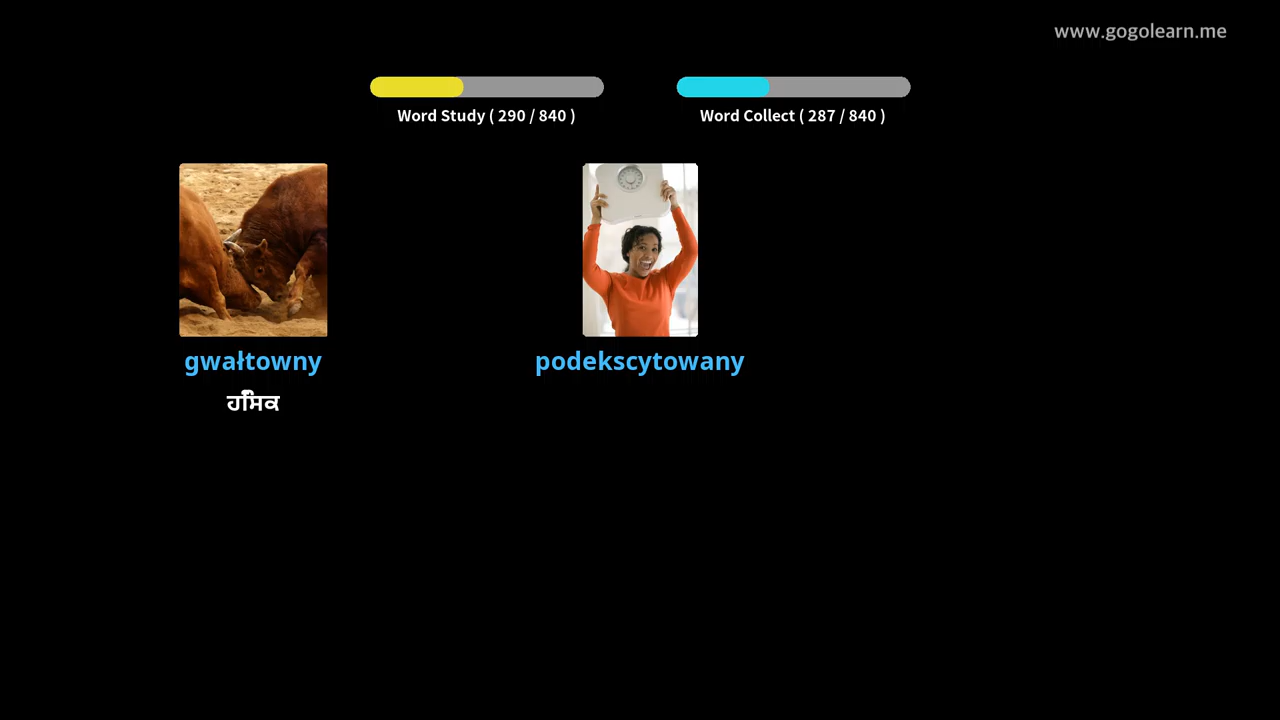 www.gogolearn.me
Word Study ( 290 / 840 )
Word Collect ( 287 / 840 )
gwałtowny
podekscytowany
ਹਿੰਸਕ